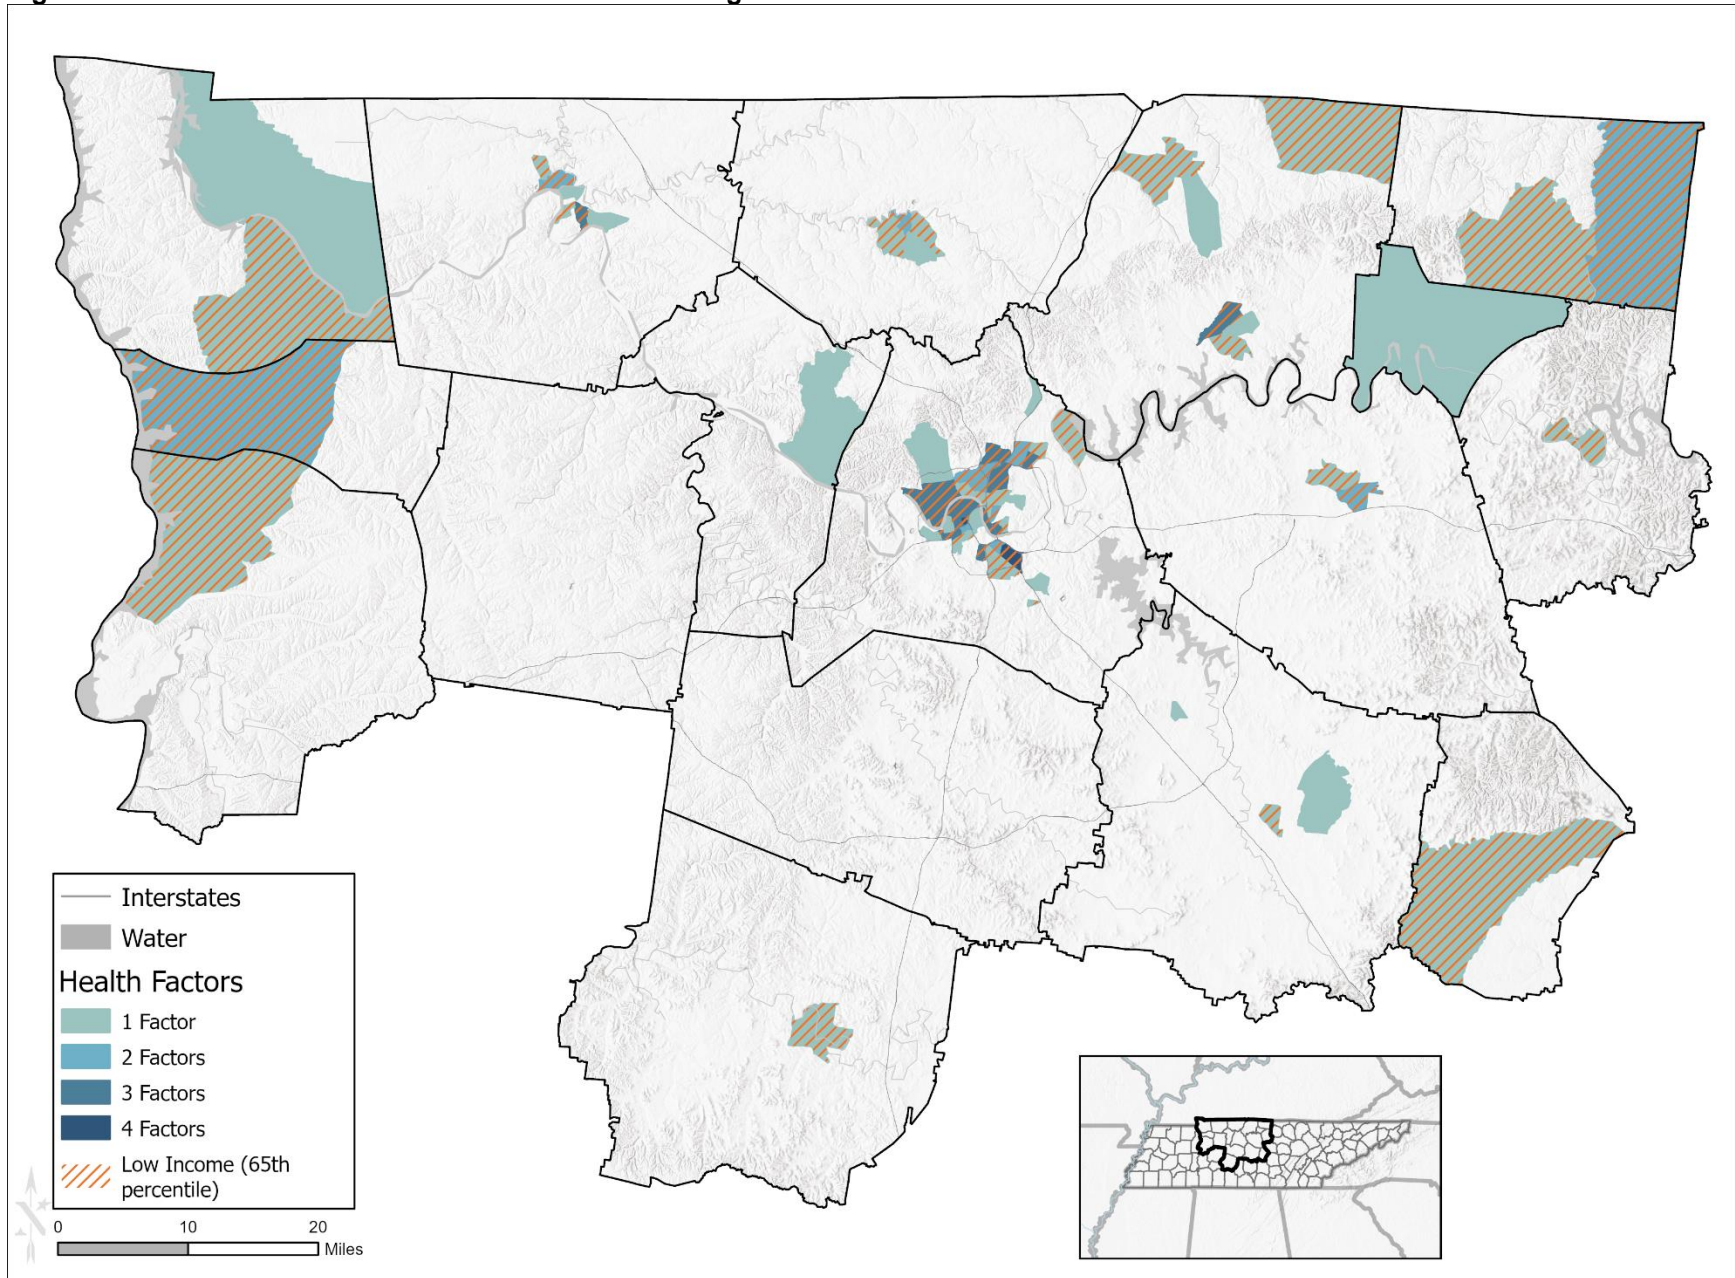 Interstates
Water
Health Factors
1 Factor
2 Factors
3 Factors
4 Factors
Low Income (65th
percentile)
0 10 20
Miles
N